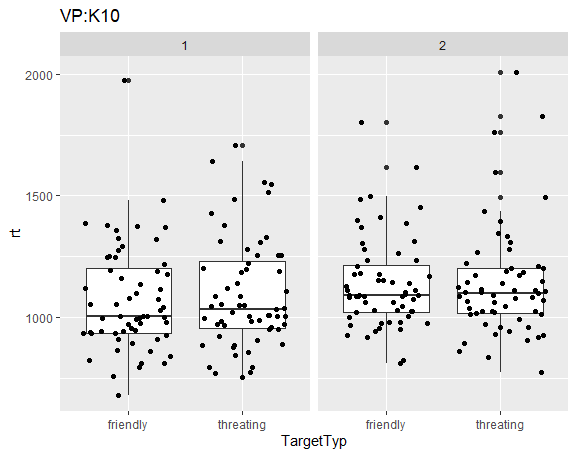 VP:K10
1
2
2000
1500
1000
rt
friendly
threating
friendly
threating
TargetTyp